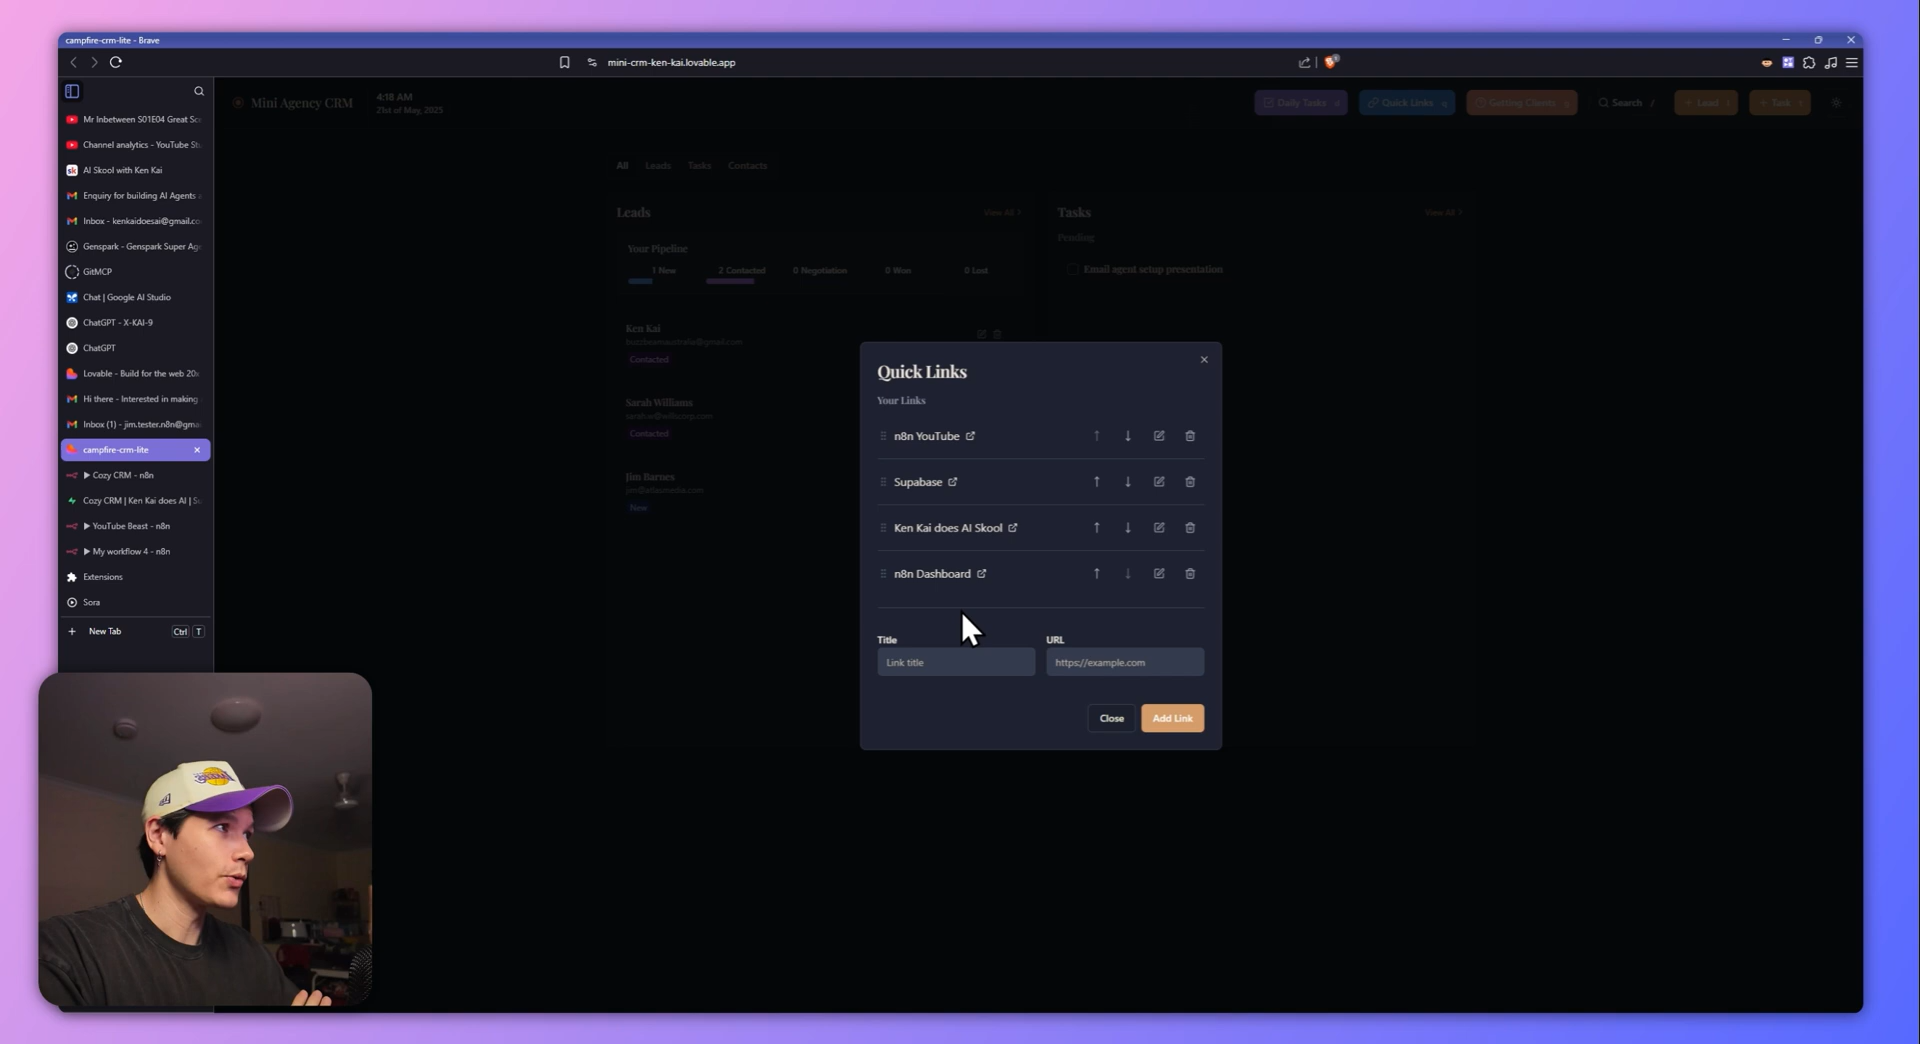 campfire-crm-lite - Brave
mini-crm-ken-kai.lovable.app
Mr Inbetween S01E04 Great Sc
Channel analytics - YouTube St
AI Skool with Ken Kai
Enquiry for building AI Agents
Inbox - kenkaidoesai@gmail.co
Genspark - Genspark Super Ag
GitMCP
Chat | Google AI Studio
ChatGPT - X-KAI-9
ChatGPT
Lovable - Build for the web 20x
Hi there - Interested in making
Inbox (1) - jim.tester.n8n@gma
campfire-crm-lite
Cozy CRM - n8n
Cozy CRM | Ken Kai does AI | S
YouTube Beast - n8n
My workflow 4 - n8n
Extensions
Sora
New Tab Ctrl T
Mini Agency CRM
4:18 AM
21st of May, 2025
Daily Tasks
Quick Links
Getting Clients
Search /
+ Lead
+ Task
All Leads Tasks Contacts
Leads View All
Your Pipeline
1 New 2 Contacted 0 Negotiation 0 Won 0 Lost
Ken Kai
Contacted
Sarah Williams
Contacted
Jim Barnes
New
Tasks View All
Pending
Email agent setup presentation
Quick Links
Your Links
n8n YouTube
Supabase
Ken Kai does AI Skool
n8n Dashboard
Title URL
Link title https://example.com
Close Add Link